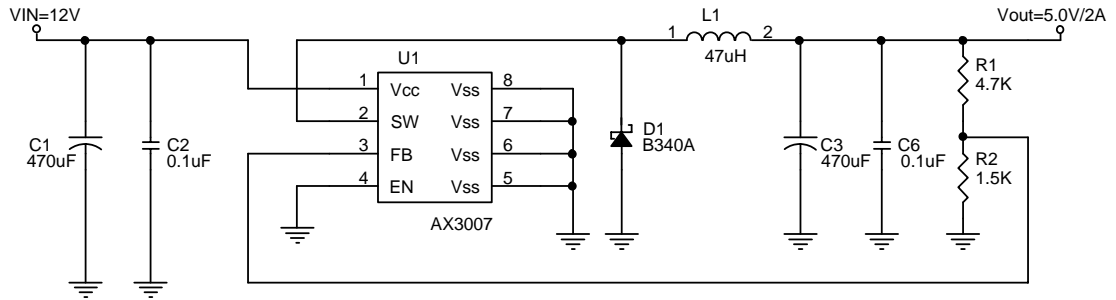 VIN=12V
Vout=5.0V/2A
L1
1
2
47uH
U1
1
Vcc
Vss
8
2
SW
Vss
7
3
FB
Vss
6
4
EN
Vss
5
AX3007
C1
470uF
C2
0.1uF
D1
B340A
C3
470uF
C6
0.1uF
R1
4.7K
R2
1.5K